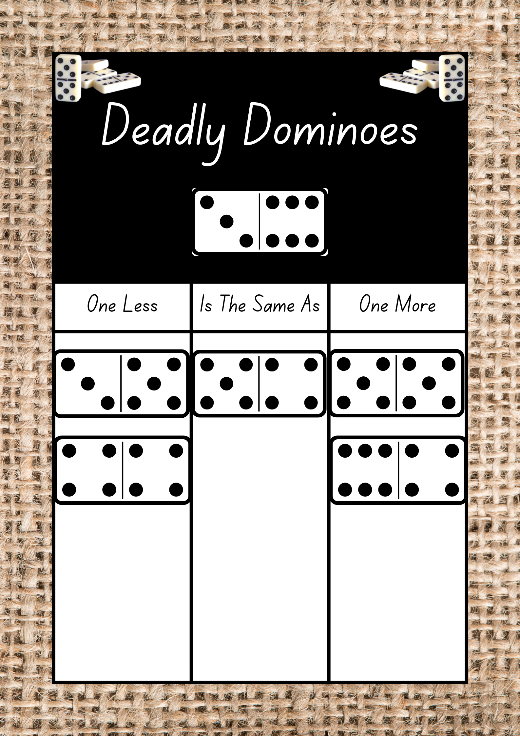 Deadly Dominoes
One Less
Is The Same As
One More